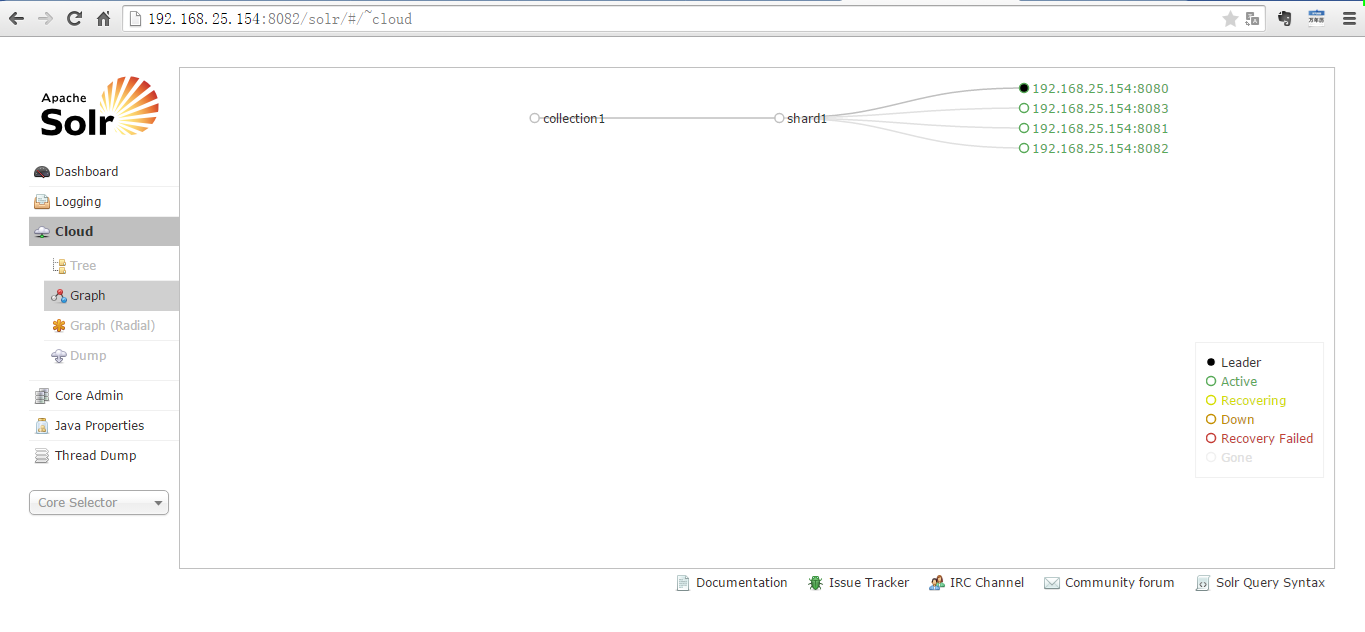 192.168.25.154:8082/solr/#/~cloud
Apache
Solr
Dashboard
Logging
Cloud
Tree
Graph
Graph (Radial)
Dump
Core Admin
Java Properties
Thread Dump
Core Selector
collection1
shard1
192.168.25.154:8080
192.168.25.154:8083
192.168.25.154:8081
192.168.25.154:8082
Leader
Active
Recovering
Down
Recovery Failed
Gone
Documentation
Issue Tracker
IRC Channel
Community forum
Solr Query Syntax